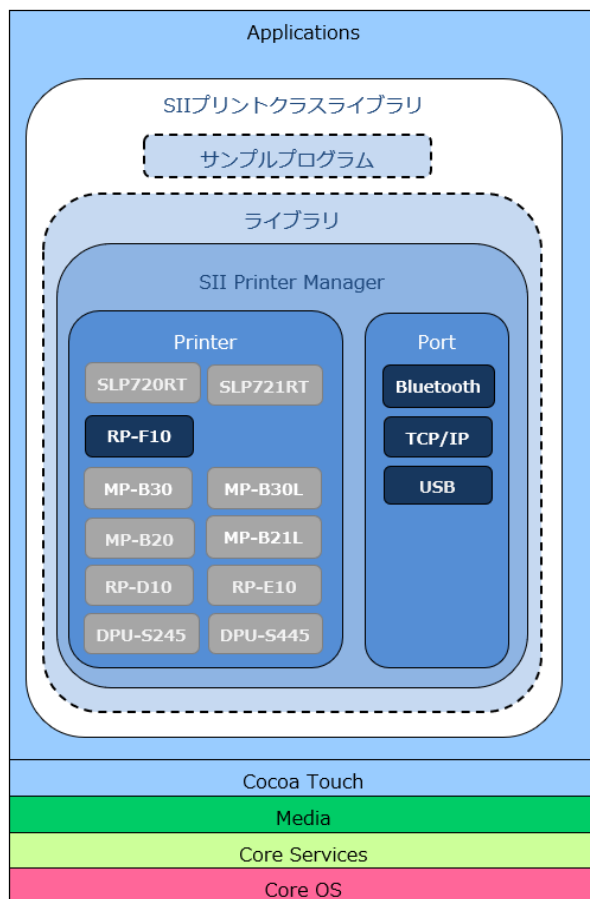 Applications
SIIプリントクラスライブラリ
サンプルプログラム
ライブラリ
SII Printer Manager
Printer
SLP720RT
SLP721RT
RP-F10
MP-B30
MP-B30L
MP-B20
MP-B21L
RP-D10
RP-E10
DPU-S245
DPU-S445
Port
Bluetooth
TCP/IP
USB
Cocoa Touch
Media
Core Services
Core OS